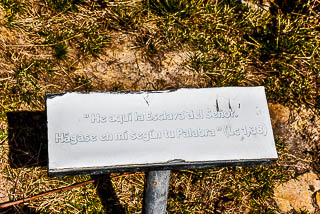 "He aquí la Esclava del Señor.
Hágase en mí según tu Palabra" (Lc 1,38)